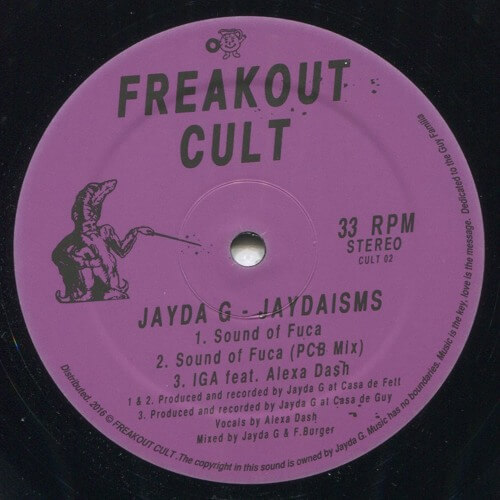 FREAKOUT
CULT
33 RPM
STEREO
CULT 02
JAYDA G - JAYDAISMS
1. Sound of Fuca
2. Sound of Fuca (PCB Mix)
3. IGA feat. Alexa Dash
1 & 2. Produced and recorded by Jayda G at Casa de Fett
3. Produced and recorded by Jayda G at Casa de Guy
Vocals by Alexa Dash
Mixed by Jayda G & F.Burger
Distributed. 2016 © FREAKOUT CULT .The copyright in this sound is owned by Jayda G. Music has no boundaries. Music is the key, love is the message. Dedicated to the Guy Familia